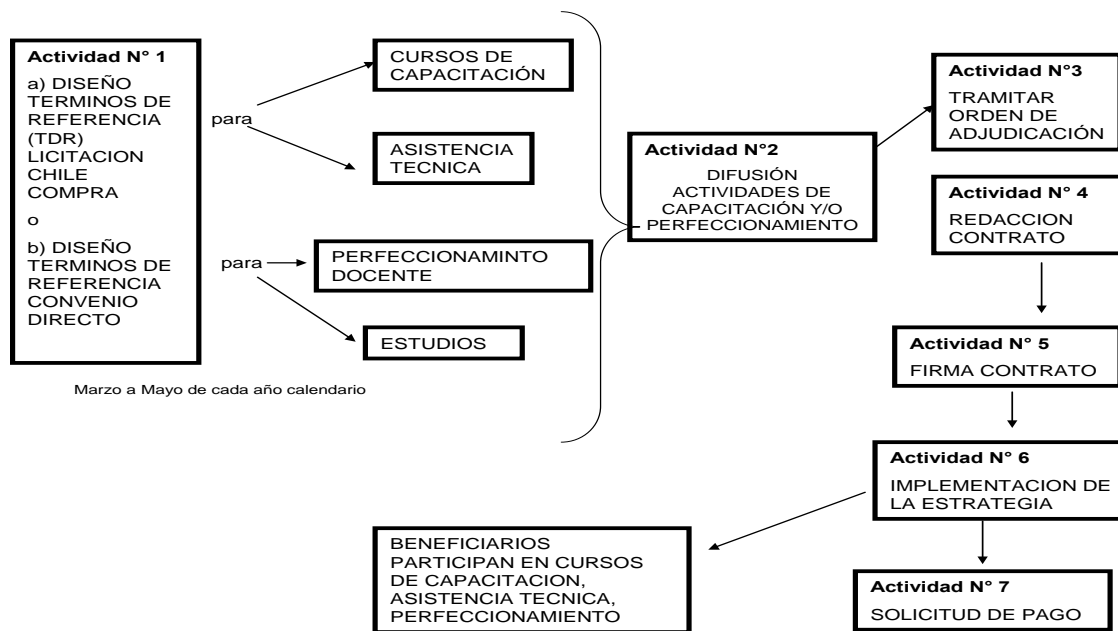 Actividad N° 1
a) DISEÑO
TERMINOS DE
REFERENCIA
(TDR)
LICITACION
CHILE
COMPRA
o
b) DISEÑO
TERMINOS DE
REFERENCIA
CONVENIO
DIRECTO
para
para
CURSOS DE
CAPACITACIÓN
ASISTENCIA
TECNICA
PERFECCIONAMINTO
DOCENTE
ESTUDIOS
Marzo a Mayo de cada año calendario
Actividad N°2
DIFUSIÓN
ACTIVIDADES DE
CAPACITACIÓN Y/O
PERFECCIONAMIENTO
Actividad N°3
TRAMITAR
ORDEN DE
ADJUDICACIÓN
Actividad N° 4
REDACCION
CONTRATO
Actividad N° 5
FIRMA CONTRATO
Actividad N° 6
IMPLEMENTACION DE
LA ESTRATEGIA
BENEFICIARIOS
PARTICIPAN EN CURSOS
DE CAPACITACION,
ASISTENCIA TECNICA,
PERFECCIONAMIENTO
Actividad N° 7
SOLICITUD DE PAGO